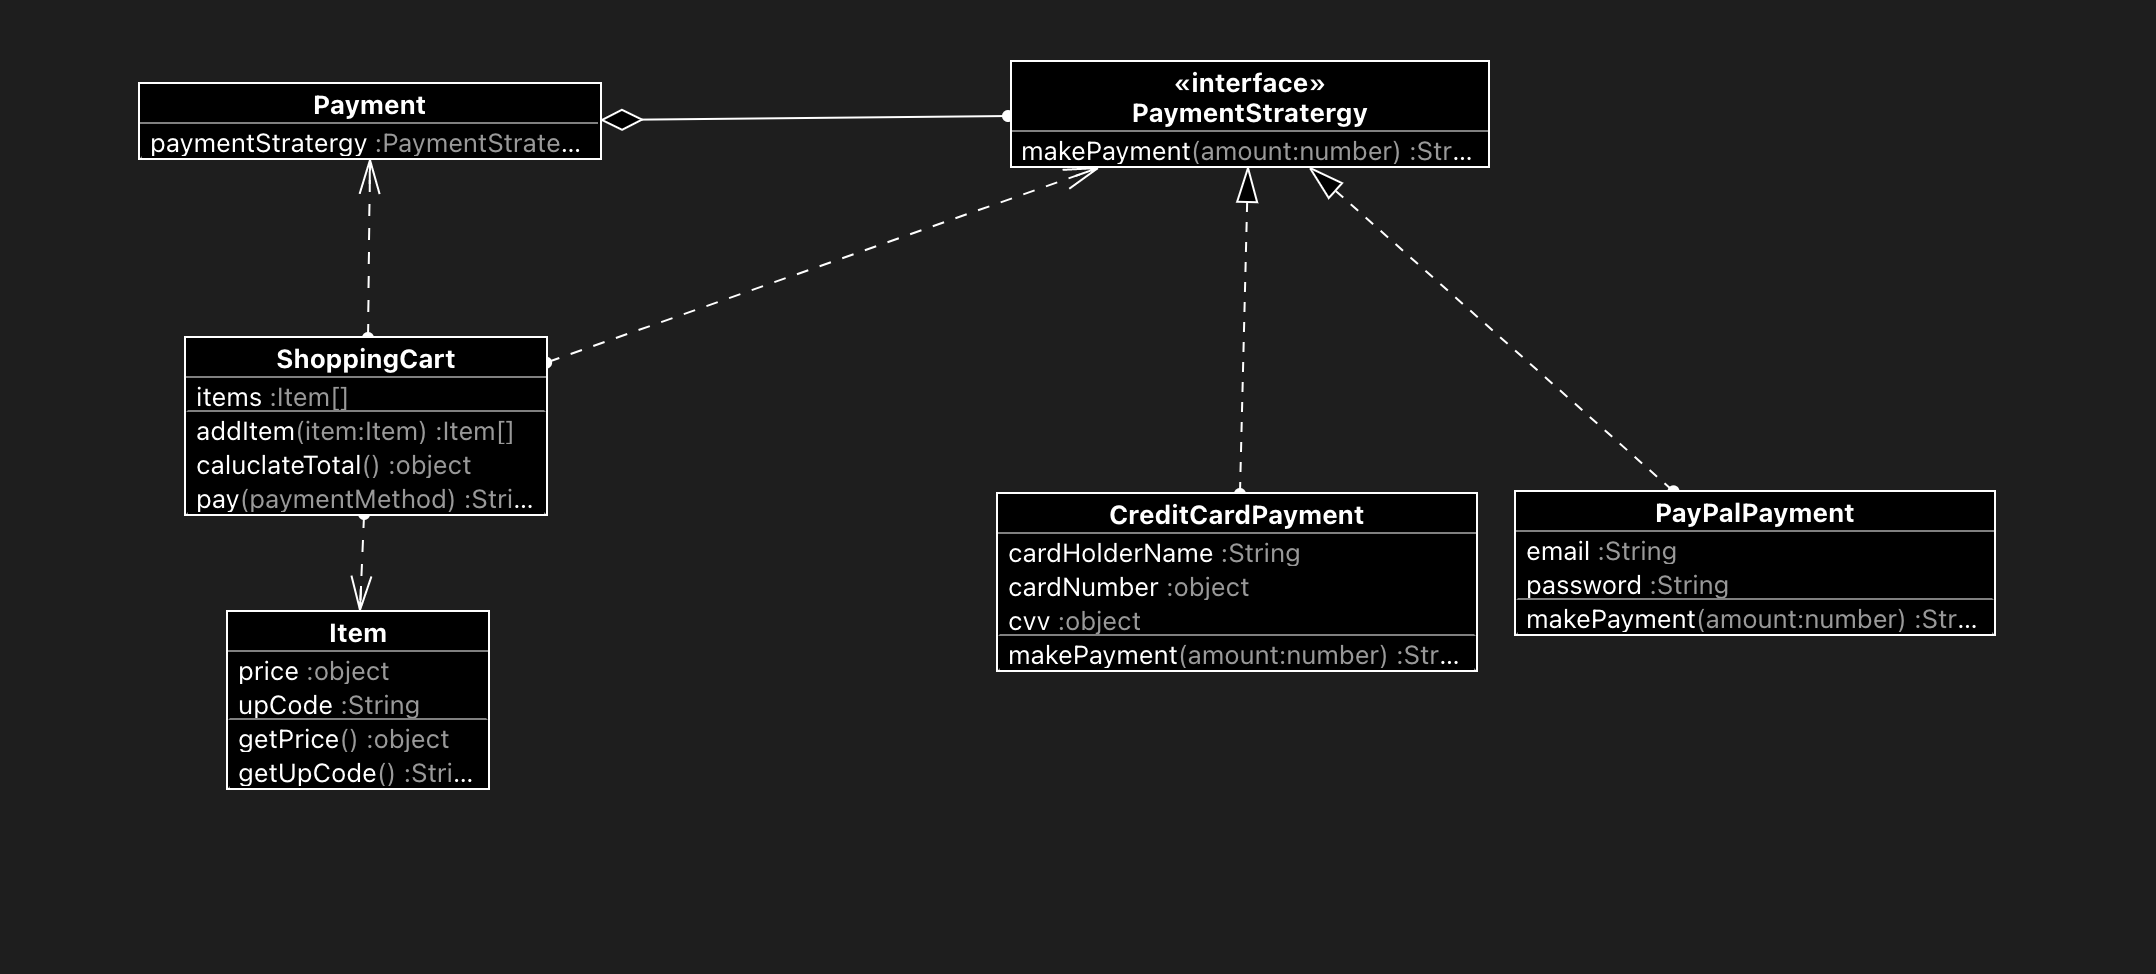 Payment
paymentStratergy :PaymentStrate...
«interface»
PaymentStratergy
makePayment(amount:number) :Str...
ShoppingCart
items :Item[]
addItem(item:Item) :Item[]
caluclateTotal() :object
pay(paymentMethod) :Stri...
Item
price :object
upCode :String
getPrice() :object
getUpCode() :Stri...
CreditCardPayment
cardHolderName :String
cardNumber :object
cvv :object
makePayment(amount:number) :Str...
PayPalPayment
email :String
password :String
makePayment(amount:number) :Str...